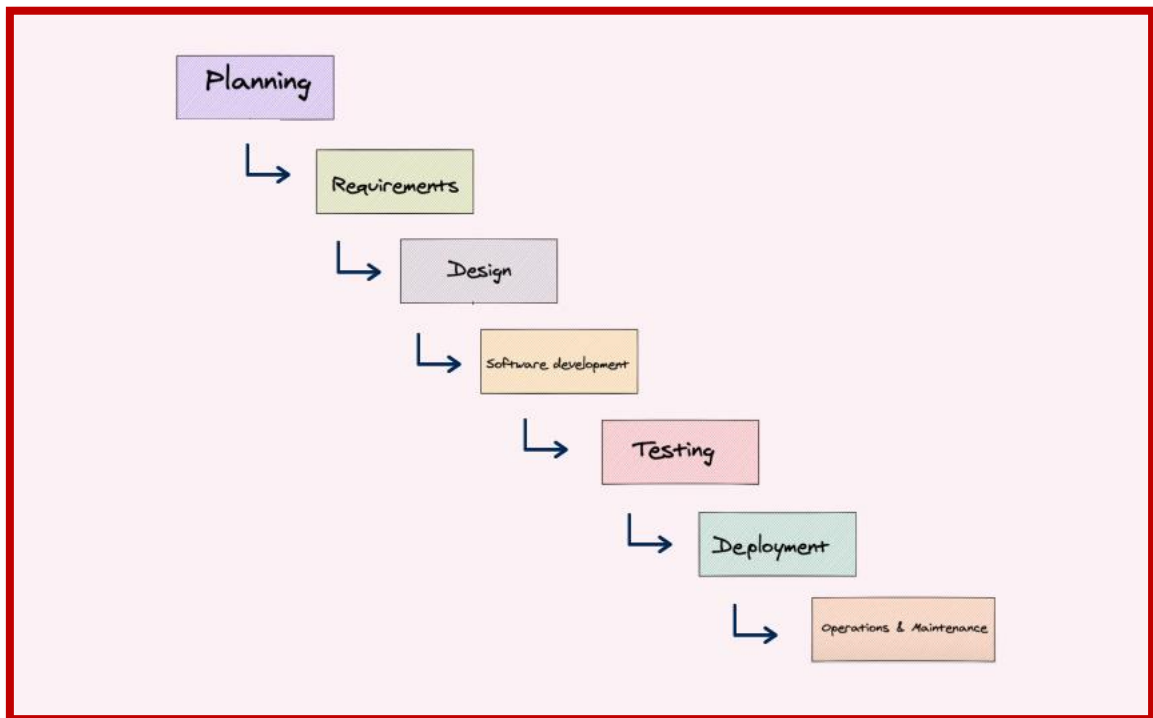 Planning
Requirements
Design
Software development
Testing
Deployment
Operations & Maintenance